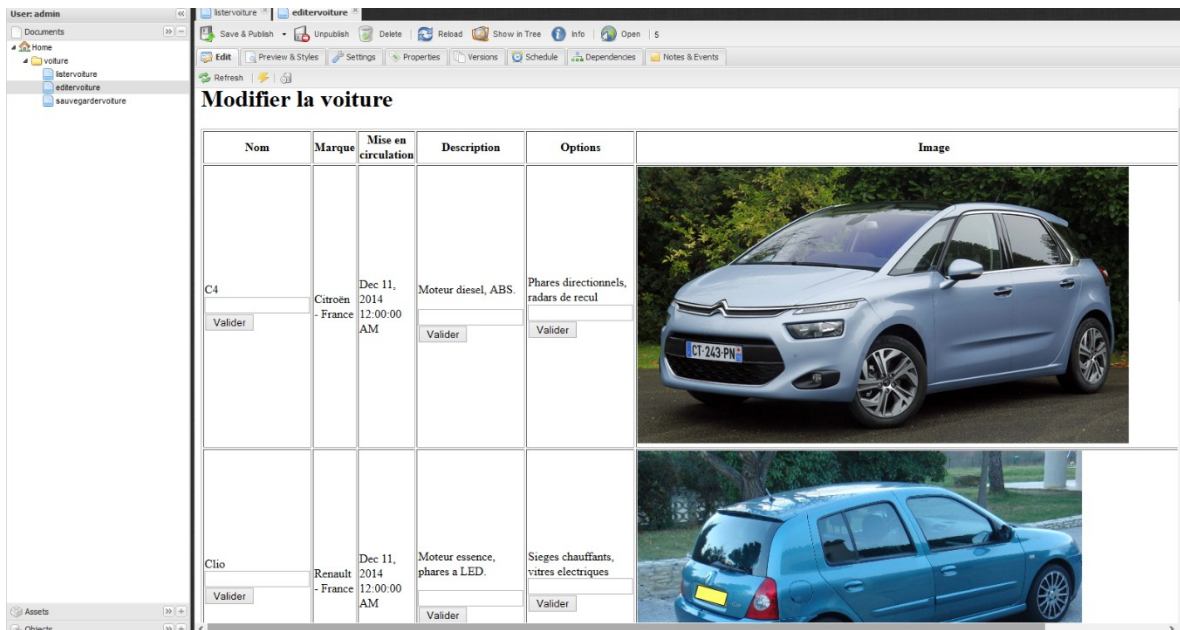 User: admin
listervoiture
editervoiture
Documents
Save & Publish
Unpublish
Delete
Reload
Show in Tree
Info
Open
5
Home
voiture
listervoiture
editervoiture
sauvegardervoiture
Edit
Preview & Styles
Settings
Properties
Versions
Schedule
Dependencies
Notes & Events
Refresh
Modifier la voiture
Nom
Marque
Mise en
circulation
Description
Options
Image
C4
Valider
Citroën
- France
Dec 11,
2014
12:00:00
AM
Moteur diesel, ABS.
Valider
Phares directionnels,
radars de recul
Valider
CT-243-PN
Clio
Valider
Renault
- France
Dec 11,
2014
12:00:00
AM
Moteur essence,
phares a LED.
Valider
Sieges chauffants,
vitres electriques
Valider
Assets
Objects